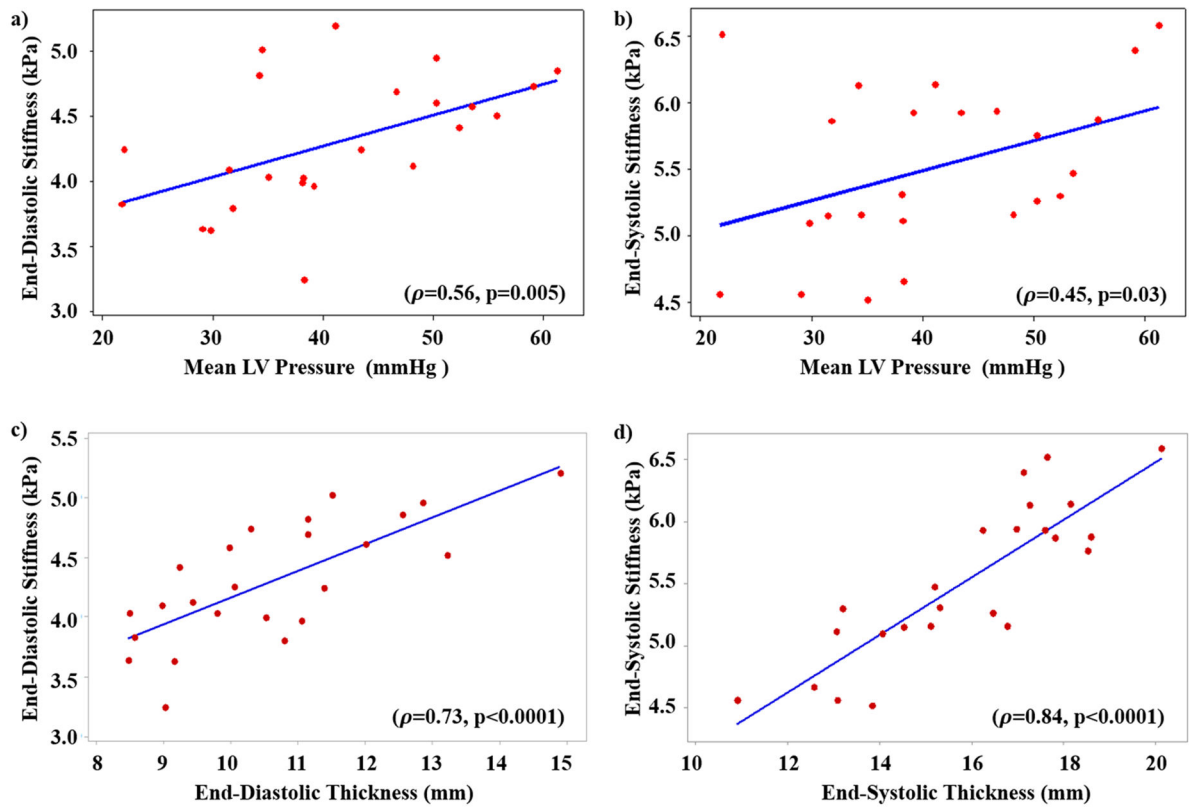 a)
End-Diastolic Stiffness (kPa)
5.0
4.5
4.0
3.5
3.0
(ρ=0.56, p=0.005)
20 30 40 50 60
Mean LV Pressure (mmHg )
b)
End-Systolic Stiffness (kPa)
6.5
6.0
5.5
5.0
4.5
(ρ=0.45, p=0.03)
20 30 40 50 60
Mean LV Pressure (mmHg )
c)
End-Diastolic Stiffness (kPa)
5.5
5.0
4.5
4.0
3.5
3.0
(ρ=0.73, p<0.0001)
8 9 10 11 12 13 14 15
End-Diastolic Thickness (mm)
d)
End-Systolic Stiffness (kPa)
6.5
6.0
5.5
5.0
4.5
(ρ=0.84, p<0.0001)
10 12 14 16 18 20
End-Systolic Thickness (mm)